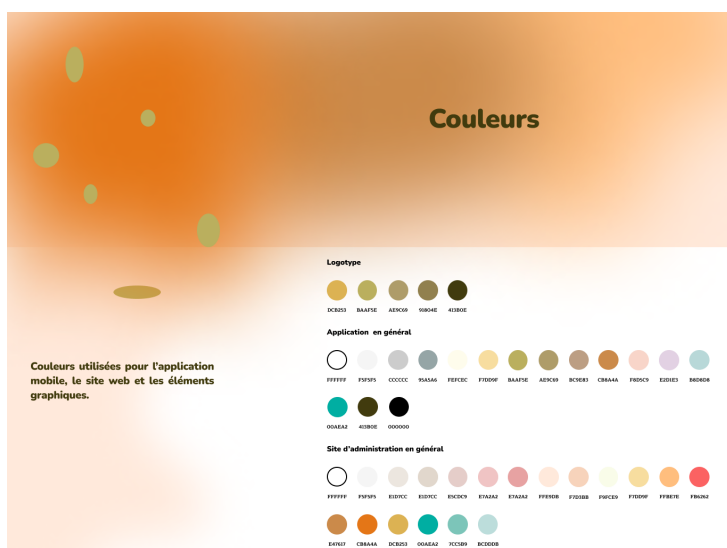 Couleurs
Logotype
DCB253 BAAF5E AE9C69 91804E 413B0E
Application en général
FFFFFF F5F5F5 CCCCCC 95A5A6 FEFCEC F7DD9F BAAF5E AE9C69 BC9E83 CB8A4A F8D5C9 E2D1E3 B8D8D8
00AEA2 413B0E 000000
Couleurs utilisées pour l'application
mobile, le site web et les éléments
graphiques.
Site d'administration en général
FFFFFF F5F5F5 E1D7CC E1D7CC E5CDC9 E7A2A2 E7A2A2 FFE9DB F7D3BB F9FCE9 F7DD9F FFBE7E FB6262
E47617 CB8A4A DCB253 00AEA2 7CC5B9 BCDDDB